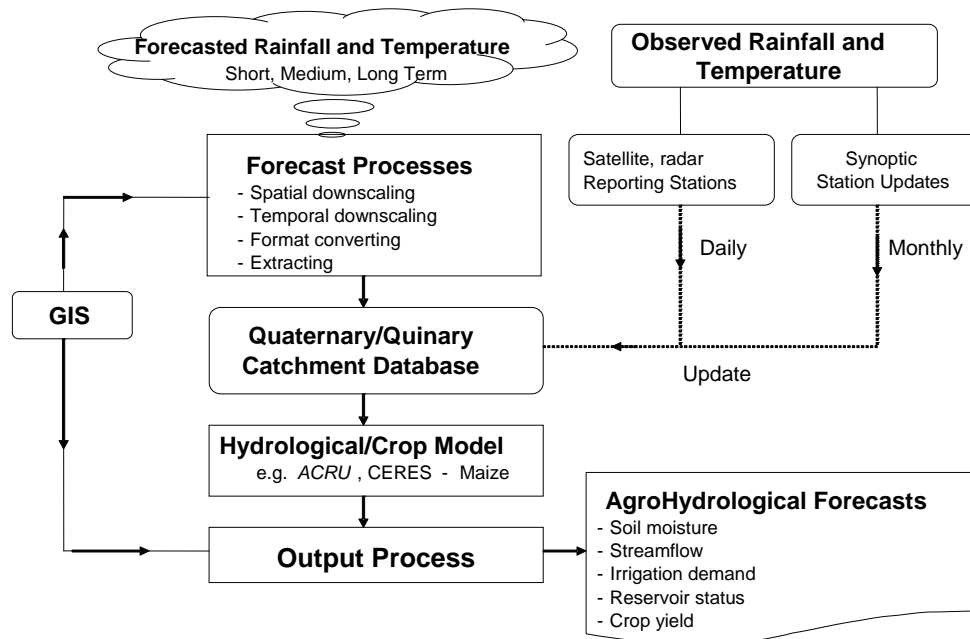 Forecasted Rainfall and Temperature
Short, Medium, Long Term
Observed Rainfall and
Temperature
Forecast Processes
- Spatial downscaling
- Temporal downscaling
- Format converting
- Extracting
Satellite, radar
Reporting Stations
Synoptic
Station Updates
Daily
Monthly
GIS
Quaternary/Quinary
Catchment Database
Update
Hydrological/Crop Model
e.g. ACRU , CERES - Maize
Output Process
AgroHydrological Forecasts
- Soil moisture
- Streamflow
- Irrigation demand
- Reservoir status
- Crop yield